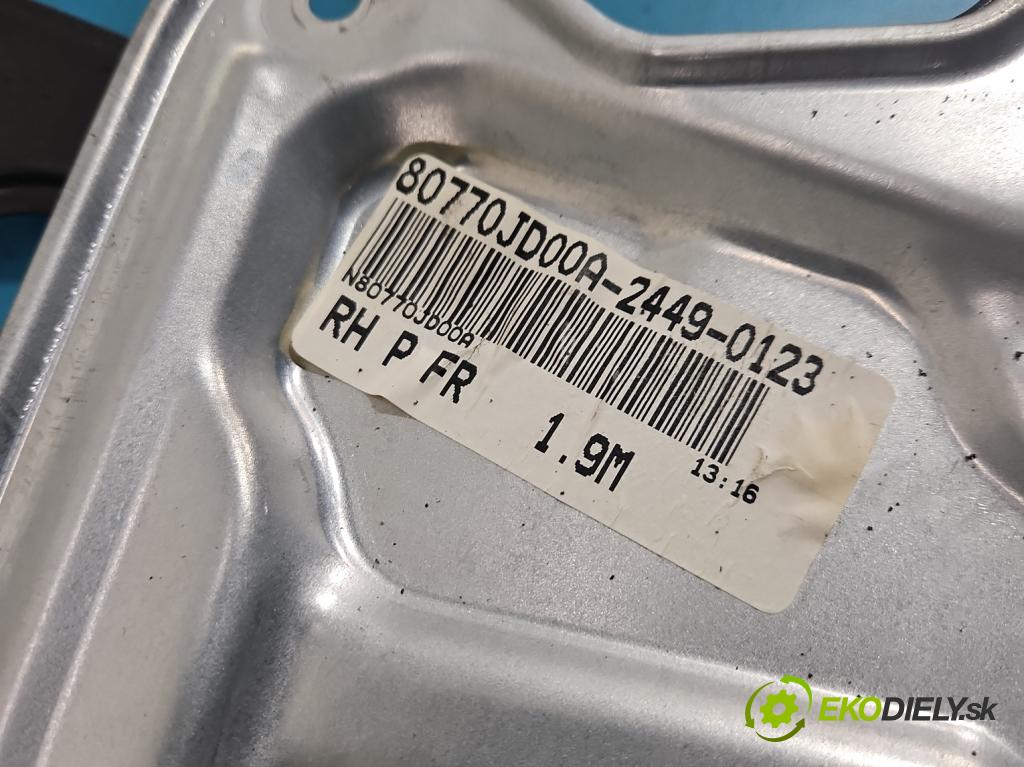 80770JD00A-2449-0123
N80770JD00A
13:16
RH P FR 1.9M
EKODIELY.sk